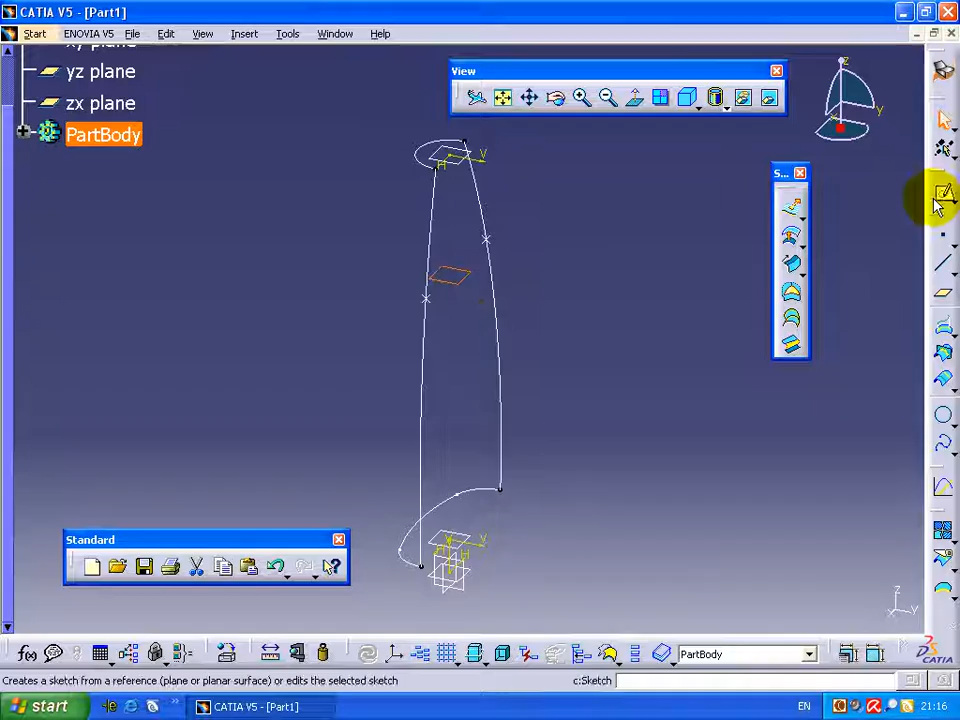 CATIA V5 - [Part1]
Start ENOVIA V5 File Edit View Insert Tools Window Help
yz plane
zx plane
PartBody
View
S...
Z
Y
V
H
V
H
H
Standard
Z
Y
X
PartBody
DS
CATIA
Creates a sketch from a reference (plane or planar surface) or edits the selected sketch
c:Sketch
start
CATIA V5 - [Part1]
EN
21:16